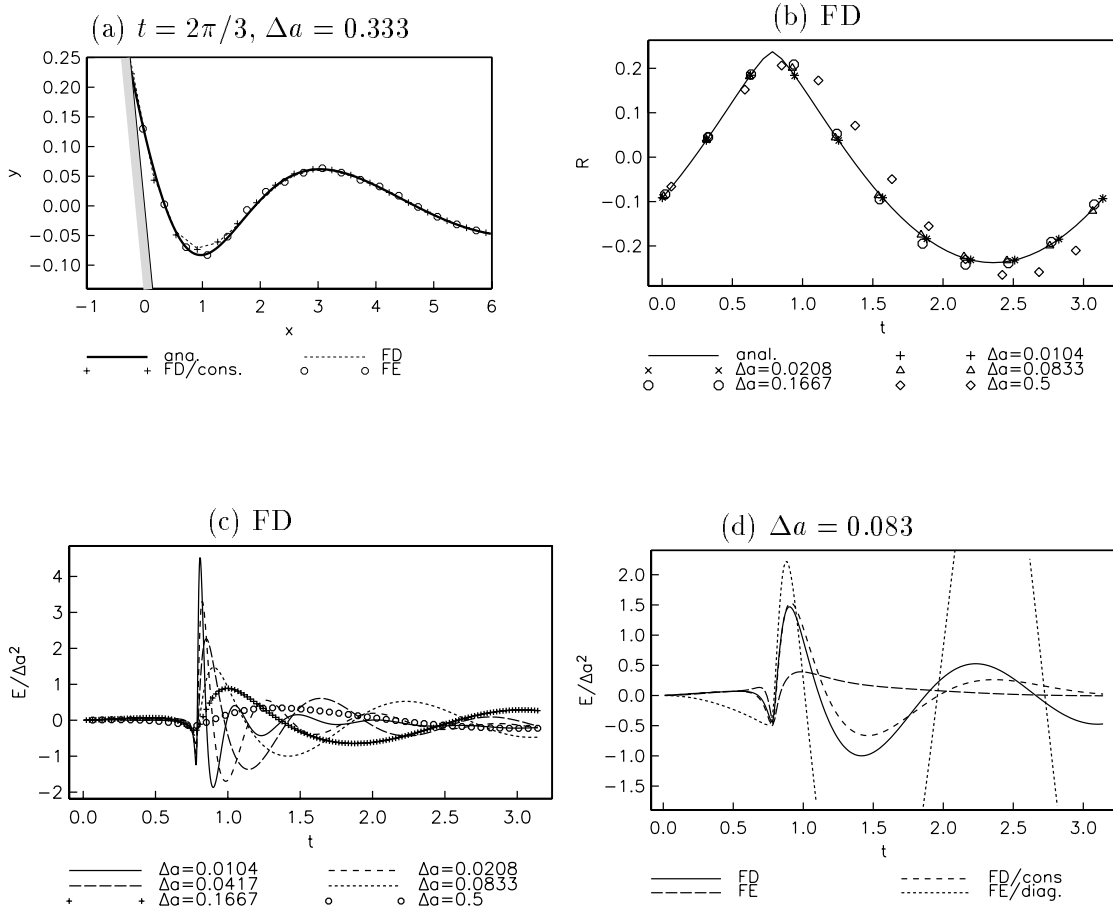 (a) t = 2π/3, Δa = 0.333
0.25
0.20
0.15
0.10
0.05
0.00
−0.05
−0.10
y
−1 0 1 2 3 4 5 6
x
ana. FD
FD/cons. FE
(b) FD
0.2
0.1
0.0
−0.1
−0.2
R
0.0 0.5 1.0 1.5 2.0 2.5 3.0
t
anal. Δa=0.0104
Δa=0.0208 Δa=0.0833
Δa=0.1667 Δa=0.5
(c) FD
4
3
2
1
0
−1
−2
E/Δa²
0.0 0.5 1.0 1.5 2.0 2.5 3.0
t
Δa=0.0104 Δa=0.0208
Δa=0.0417 Δa=0.0833
Δa=0.1667 Δa=0.5
(d) Δa = 0.083
2.0
1.5
1.0
0.5
0.0
−0.5
−1.0
−1.5
E/Δa²
0.0 0.5 1.0 1.5 2.0 2.5 3.0
t
FD FD/cons
FE FE/diag.